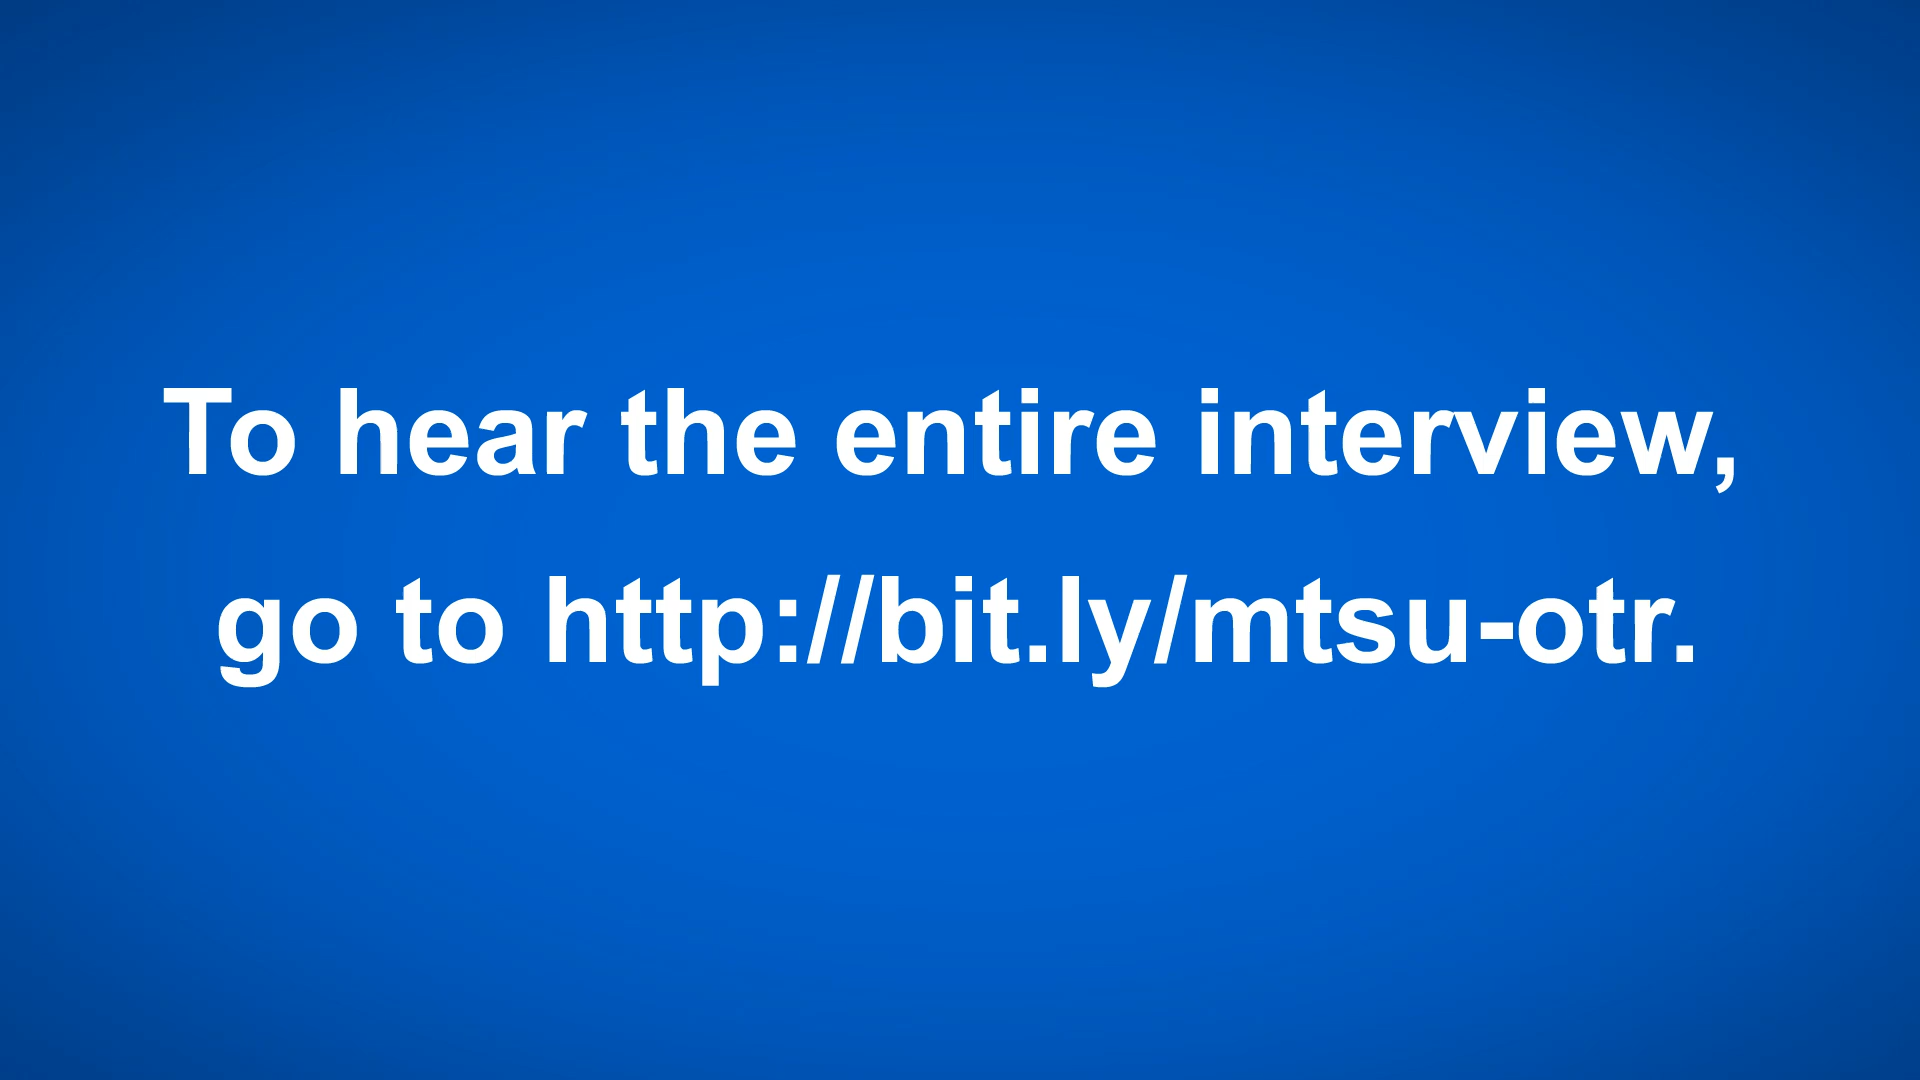 To hear the entire interview,
go to http://bit.ly/mtsu-otr.